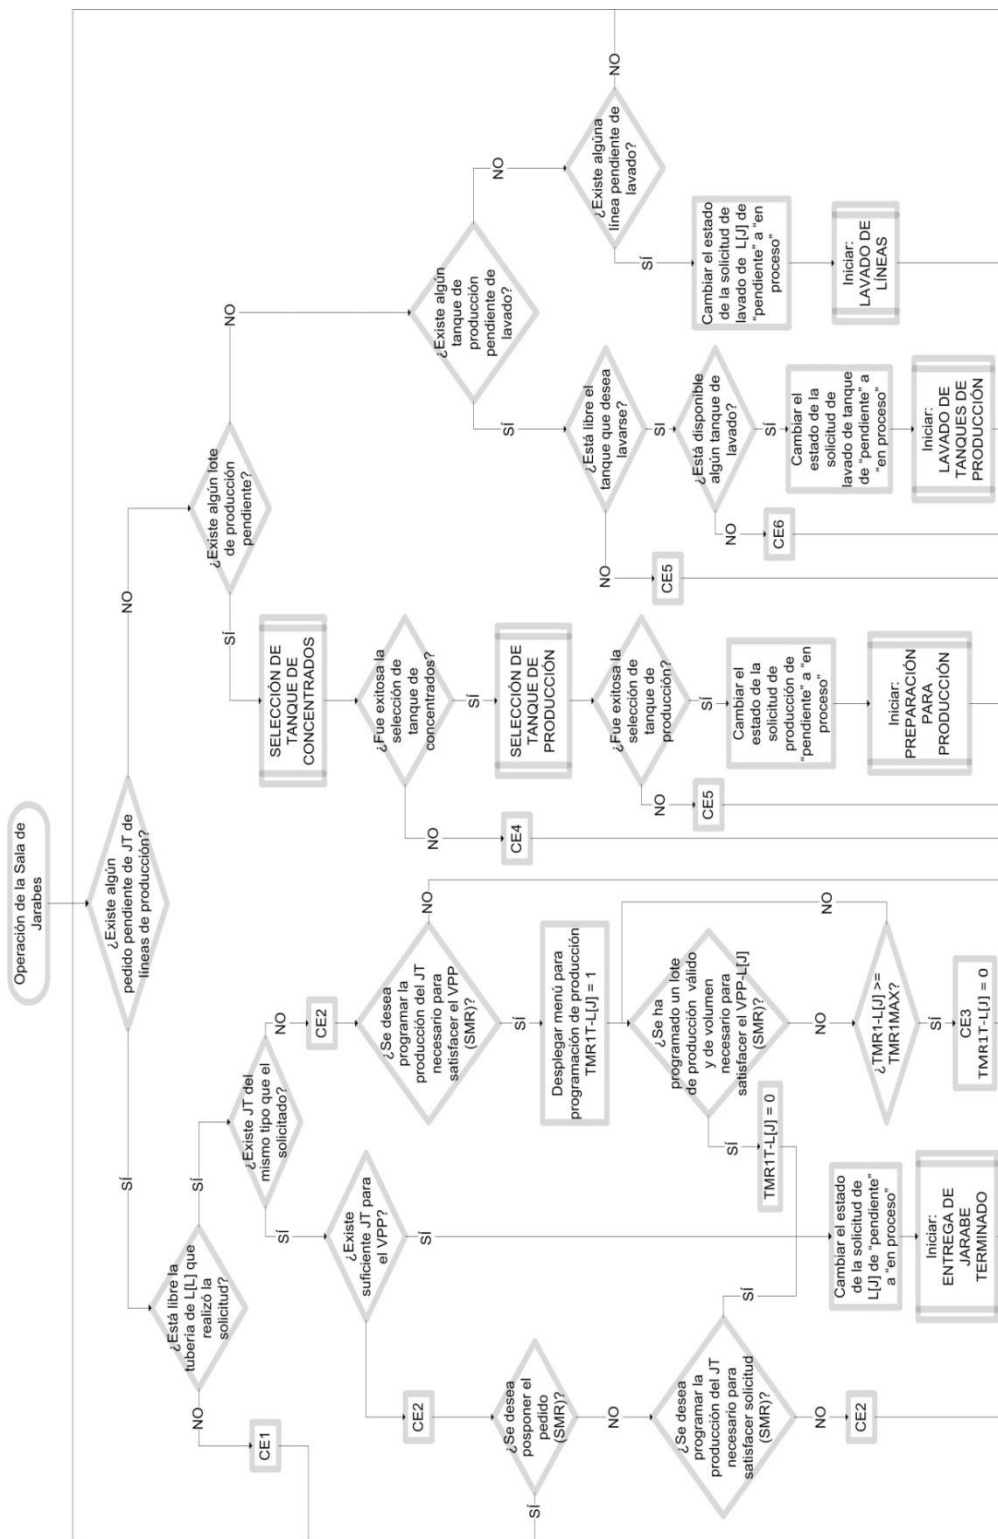 Operación de la Sala de
Jarabes
¿Existe algún
pedido pendiente de JT de
líneas de producción?
SÍ
NO
¿Está libre la
tubería de L[L] que
realizó la
solicitud?
NO
SÍ
CE1
¿Existe JT del
mismo tipo que el
solicitado?
SÍ
NO
CE2
¿Existe
suficiente JT para
el VPP?
SÍ
CE2
¿Se desea
posponer el
pedido
(SMR)?
SÍ
NO
¿Se desea
programar la
producción del JT
necesario para
satisfacer solicitud
(SMR)?
SÍ
NO
CE2
¿Se desea
programar la
producción del JT
necesario para
satisfacer el VPP
(SMR)?
NO
SÍ
Desplegar menú para
programación de producción
TMR1T-L[J] = 1
¿Se ha
programado un lote
de producción válido
y de volumen
necesario para
satisfacer el VPP-L[J]
(SMR)?
SÍ
NO
TMR1T-L[J] = 0
¿TMR1-L[J] >=
TMR1MAX?
NO
SÍ
CE3
TMR1T-L[J] = 0
Cambiar el estado
de la solicitud de
L[J] de “pendiente”
a “en proceso”
Iniciar:
ENTREGA DE
JARABE
TERMINADO
¿Existe algún lote
de producción
pendiente?
SÍ
NO
SELECCIÓN DE
TANQUE DE
CONCENTRADOS
¿Fue exitosa la
selección de
tanque de
concentrados?
NO
SÍ
CE4
SELECCIÓN DE
TANQUE DE
PRODUCCIÓN
¿Fue exitosa la
selección de
tanque de
producción?
NO
SÍ
CE5
Cambiar el
estado de la
solicitud de
producción de
“pendiente” a “en
proceso”
Iniciar:
PREPARACIÓN
PARA
PRODUCCIÓN
¿Existe algún
tanque de
producción
pendiente de
lavado?
SÍ
NO
¿Está libre el
tanque que desea
lavarse?
NO
SÍ
CE5
¿Está disponible
algún tanque de
lavado?
NO
SÍ
CE6
Cambiar el
estado de la
solicitud de
lavado de tanque
de “pendiente” a
“en proceso”
Iniciar:
LAVADO DE
TANQUES DE
PRODUCCIÓN
¿Existe algúna
línea pendiente de
lavado?
SÍ
NO
Cambiar el estado
de la solicitud de
lavado de L[J] de
“pendiente” a “en
proceso”
Iniciar:
LAVADO DE
LÍNEAS